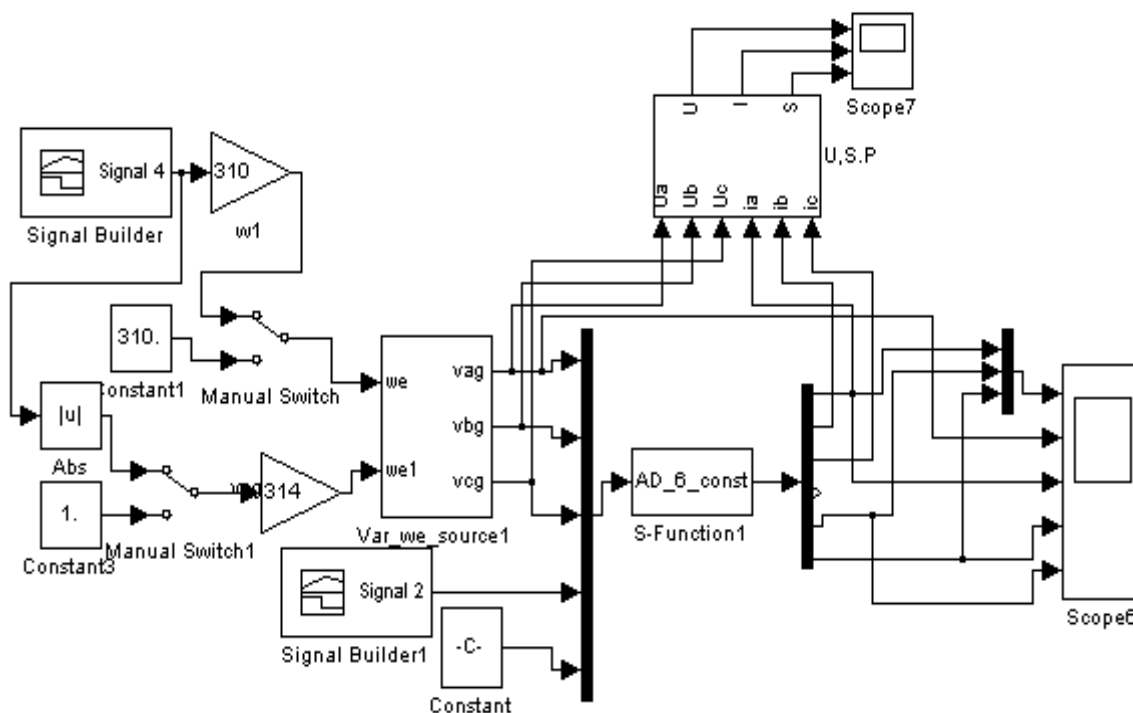 U
I
S
Scope7
U,S.P
Ua
Ub
Uc
ia
ib
ic
Signal 4
310
Signal Builder
w1
310.
Constant1
Manual Switch
we
vag
vbg
we1
vcg
Var_we_source1
|u|
Abs
314
1.
Manual Switch1
Constant3
AD_6_const
S-Function1
Signal 2
Signal Builder1
-C-
Constant
Scope6